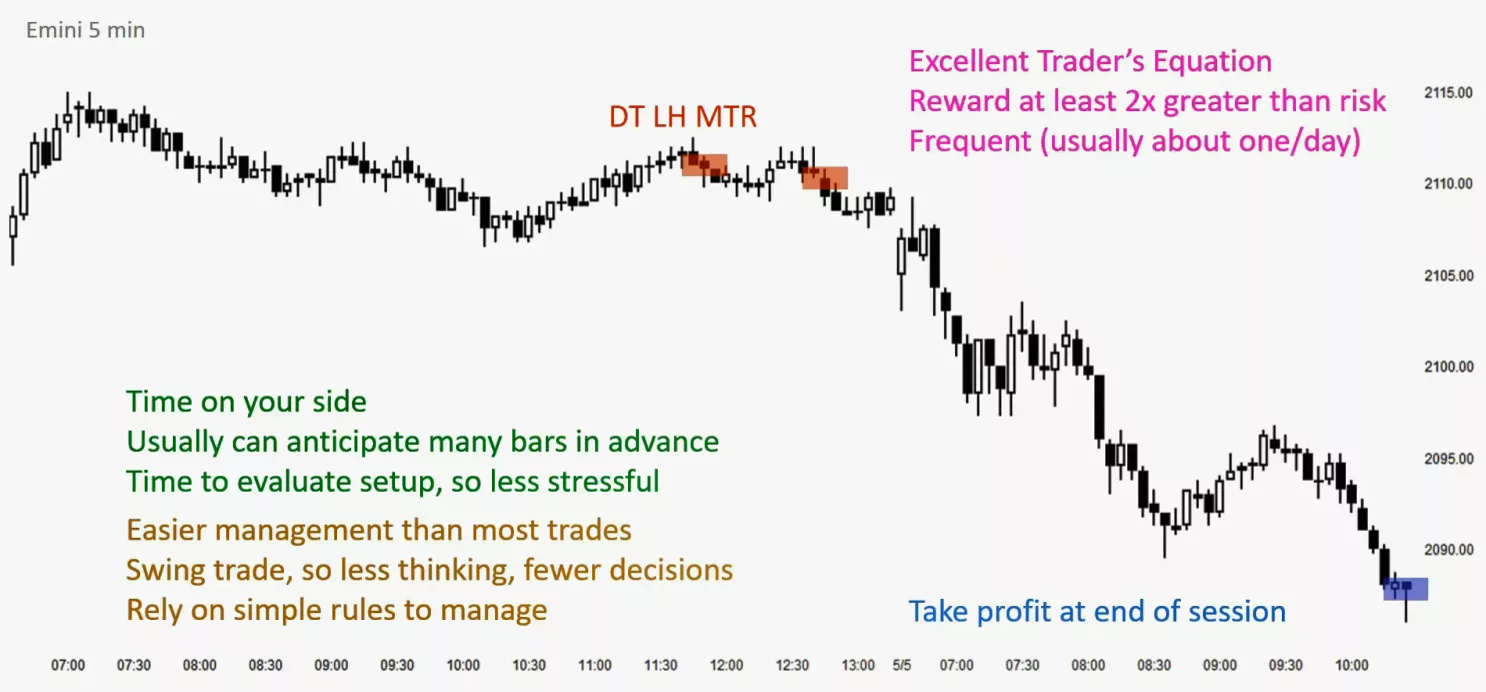 Emini 5 min
Excellent Trader’s Equation
Reward at least 2x greater than risk
Frequent (usually about one/day)
DT LH MTR
2115.00
2110.00
2105.00
2100.00
2095.00
2090.00
Time on your side
Usually can anticipate many bars in advance
Time to evaluate setup, so less stressful
Easier management than most trades
Swing trade, so less thinking, fewer decisions
Rely on simple rules to manage
Take profit at end of session
07:00 07:30 08:00 08:30 09:00 09:30 10:00 10:30 11:00 11:30 12:00 12:30 13:00 5/5 07:00 07:30 08:00 08:30 09:00 09:30 10:00